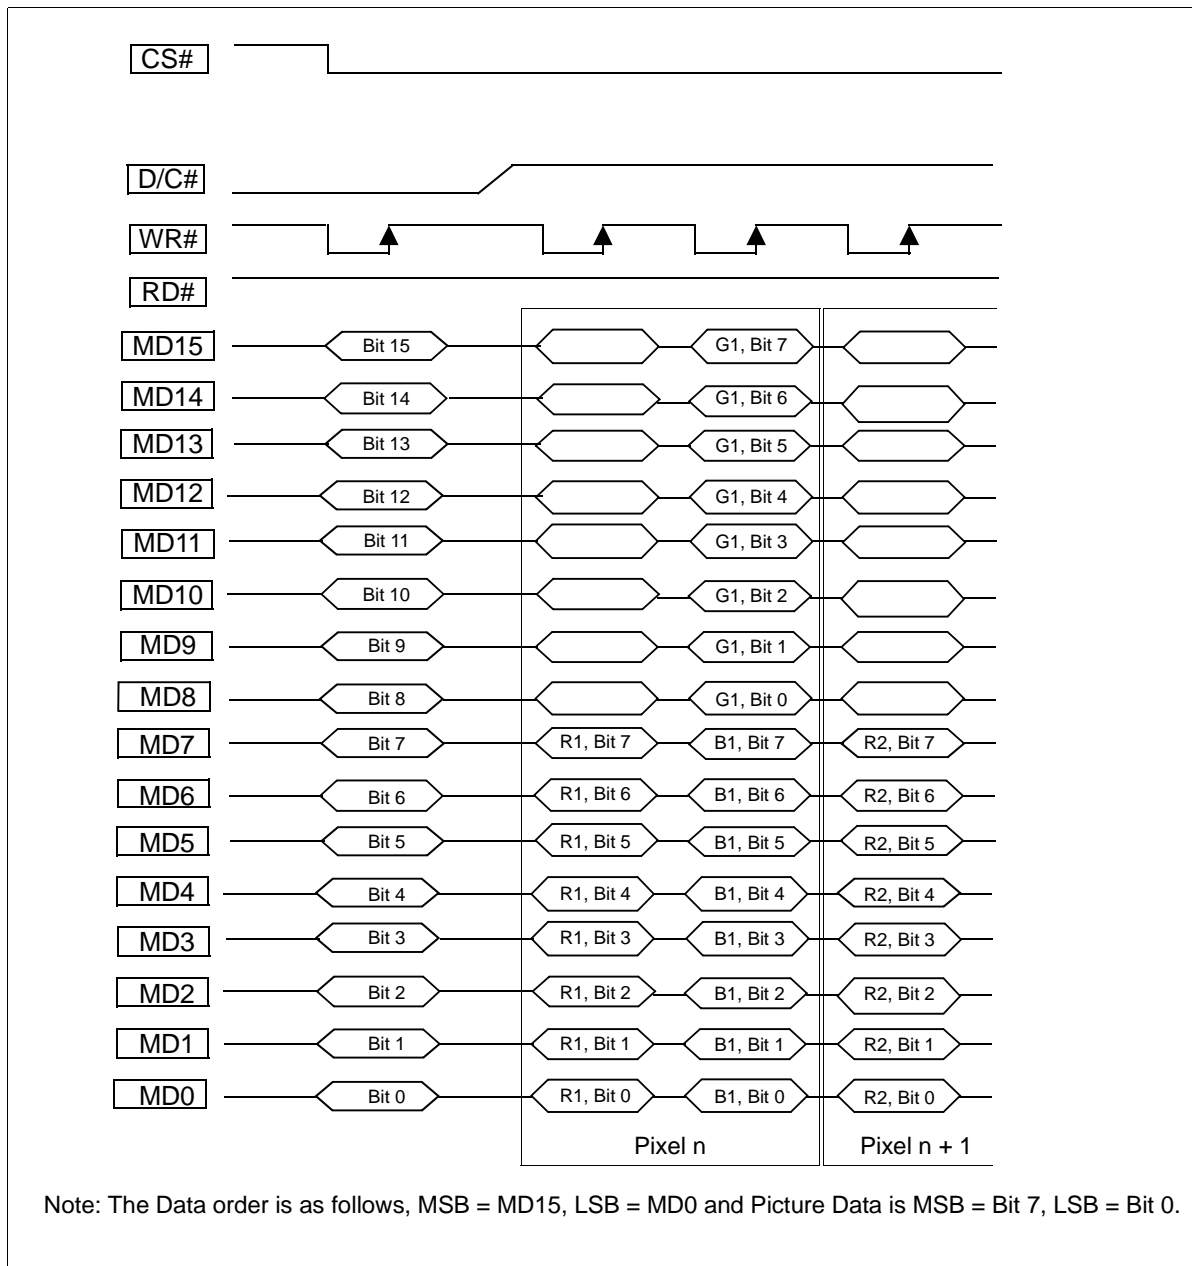 CS#
D/C#
WR#
RD#
MD15 Bit 15 G1, Bit 7
MD14 Bit 14 G1, Bit 6
MD13 Bit 13 G1, Bit 5
MD12 Bit 12 G1, Bit 4
MD11 Bit 11 G1, Bit 3
MD10 Bit 10 G1, Bit 2
MD9 Bit 9 G1, Bit 1
MD8 Bit 8 G1, Bit 0
MD7 Bit 7 R1, Bit 7 B1, Bit 7 R2, Bit 7
MD6 Bit 6 R1, Bit 6 B1, Bit 6 R2, Bit 6
MD5 Bit 5 R1, Bit 5 B1, Bit 5 R2, Bit 5
MD4 Bit 4 R1, Bit 4 B1, Bit 4 R2, Bit 4
MD3 Bit 3 R1, Bit 3 B1, Bit 3 R2, Bit 3
MD2 Bit 2 R1, Bit 2 B1, Bit 2 R2, Bit 2
MD1 Bit 1 R1, Bit 1 B1, Bit 1 R2, Bit 1
MD0 Bit 0 R1, Bit 0 B1, Bit 0 R2, Bit 0
Pixel n Pixel n + 1
Note: The Data order is as follows, MSB = MD15, LSB = MD0 and Picture Data is MSB = Bit 7, LSB = Bit 0.